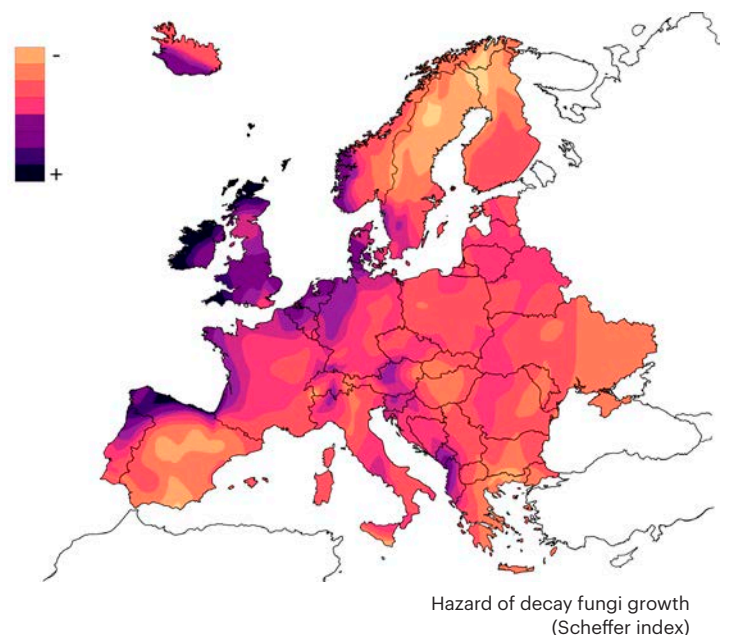 -
+
Hazard of decay fungi growth
(Scheffer index)